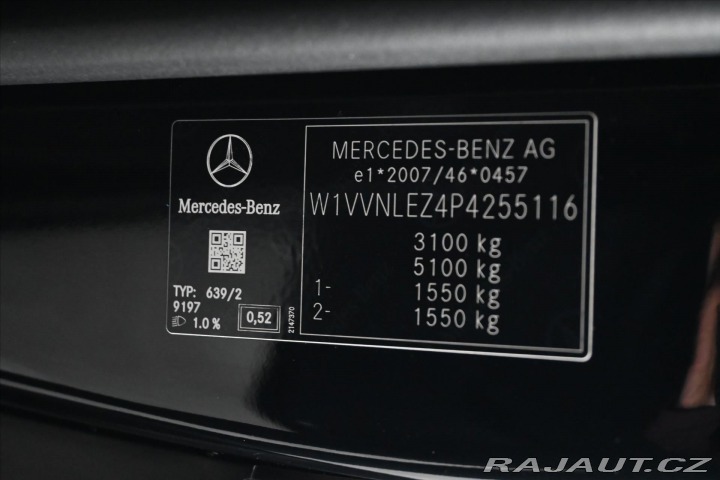 MERCEDES-BENZ AG
e1*2007/46*0457
W1VVNLEZ4P4255116
3100 kg
5100 kg
1- 1550 kg
2- 1550 kg
Mercedes-Benz
TYP: 639/2
9197
1.0 % 0,52
2147370
RAJAUT.CZ